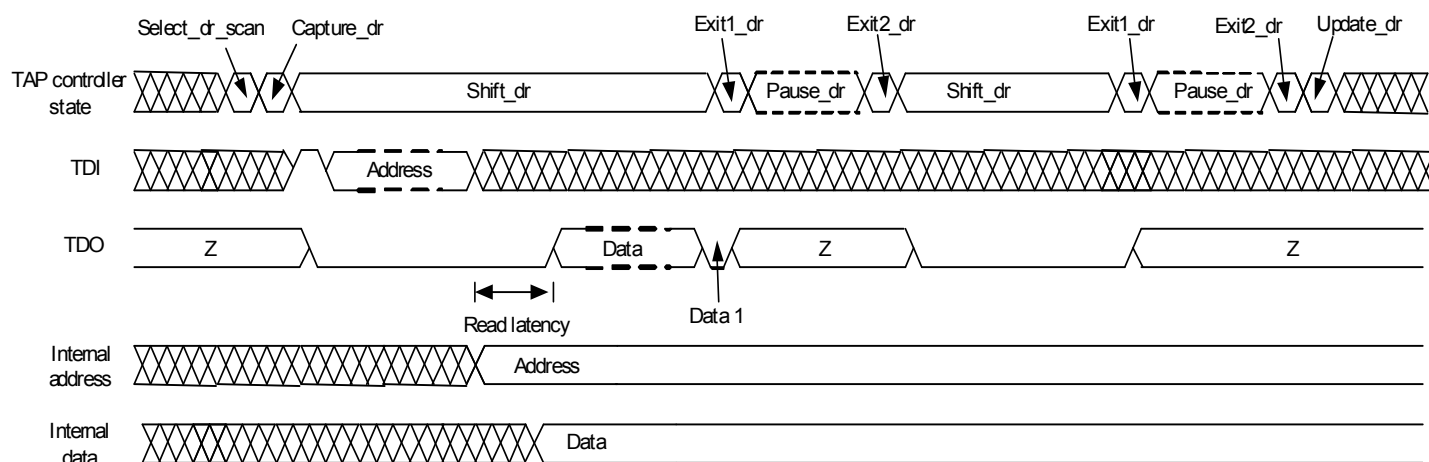 Select_dr_scan Capture_dr Exit1_dr Exit2_dr Exit1_dr Exit2_dr Update_dr
TAP controller
state
Shift_dr Pause_dr Shift_dr Pause_dr
TDI Address
TDO Z Data Z Z
Read latency Data 1
Internal
address
Address
Internal
data
Data